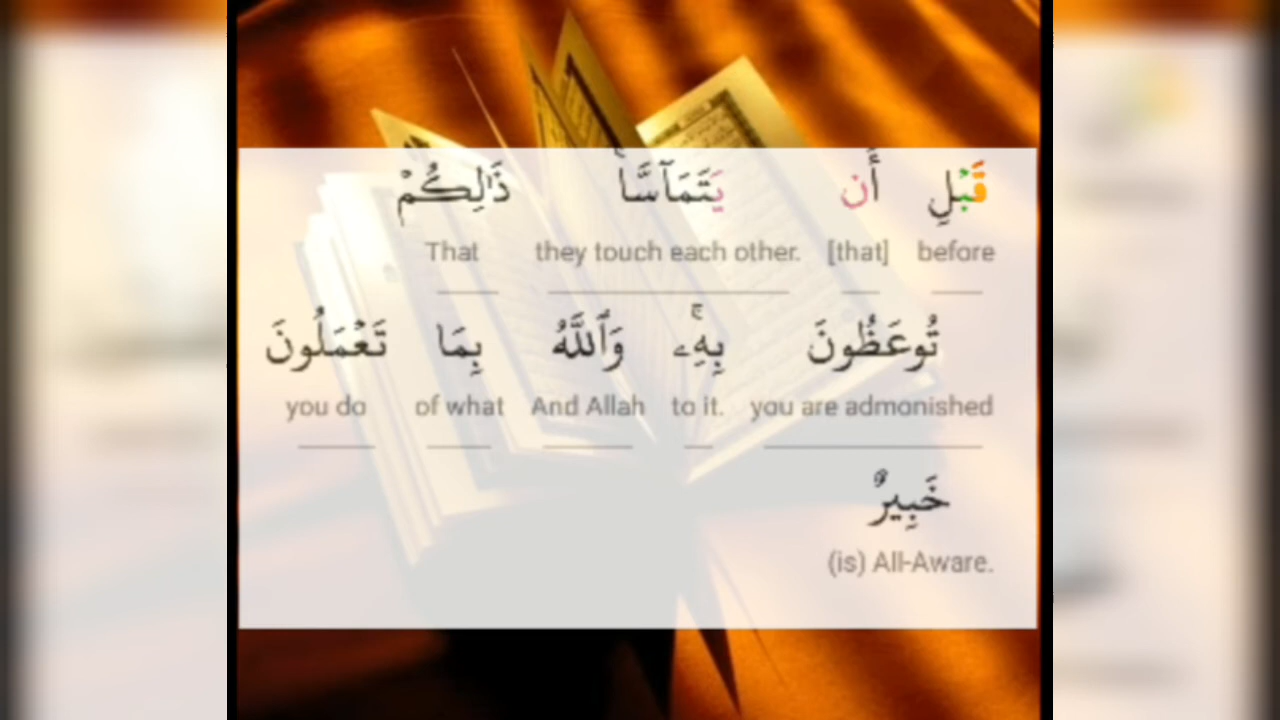 قَبْلِ أَن يَتَمَآسَّاۚ ذَٰلِكُمْ
before [that] they touch each other. That
تُوعَظُونَ بِهِۦۚ وَٱللَّهُ بِمَا تَعْمَلُونَ
you are admonished to it. And Allah of what you do
خَبِيرٌ
(is) All-Aware.